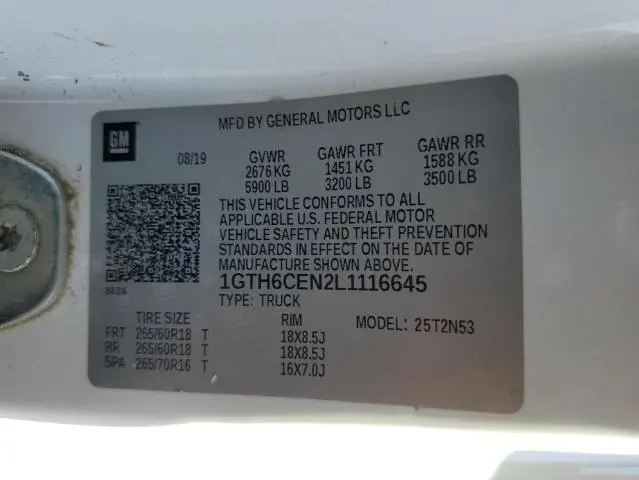 MFD BY GENERAL MOTORS LLC
GM
08/19 GVWR GAWR FRT GAWR RR
2676 KG 1451 KG 1588 KG
5900 LB 3200 LB 3500 LB
THIS VEHICLE CONFORMS TO ALL
APPLICABLE U.S. FEDERAL MOTOR
VEHICLE SAFETY AND THEFT PREVENTION
STANDARDS IN EFFECT ON THE DATE OF
MANUFACTURE SHOWN ABOVE.
8624 1GTH6CEN2L1116645
TYPE: TRUCK
TIRE SIZE RIM MODEL: 25T2N53
FRT 265/60R18 T 18X8.5J
RR 265/60R18 T 18X8.5J
SPA 265/70R16 T 16X7.0J